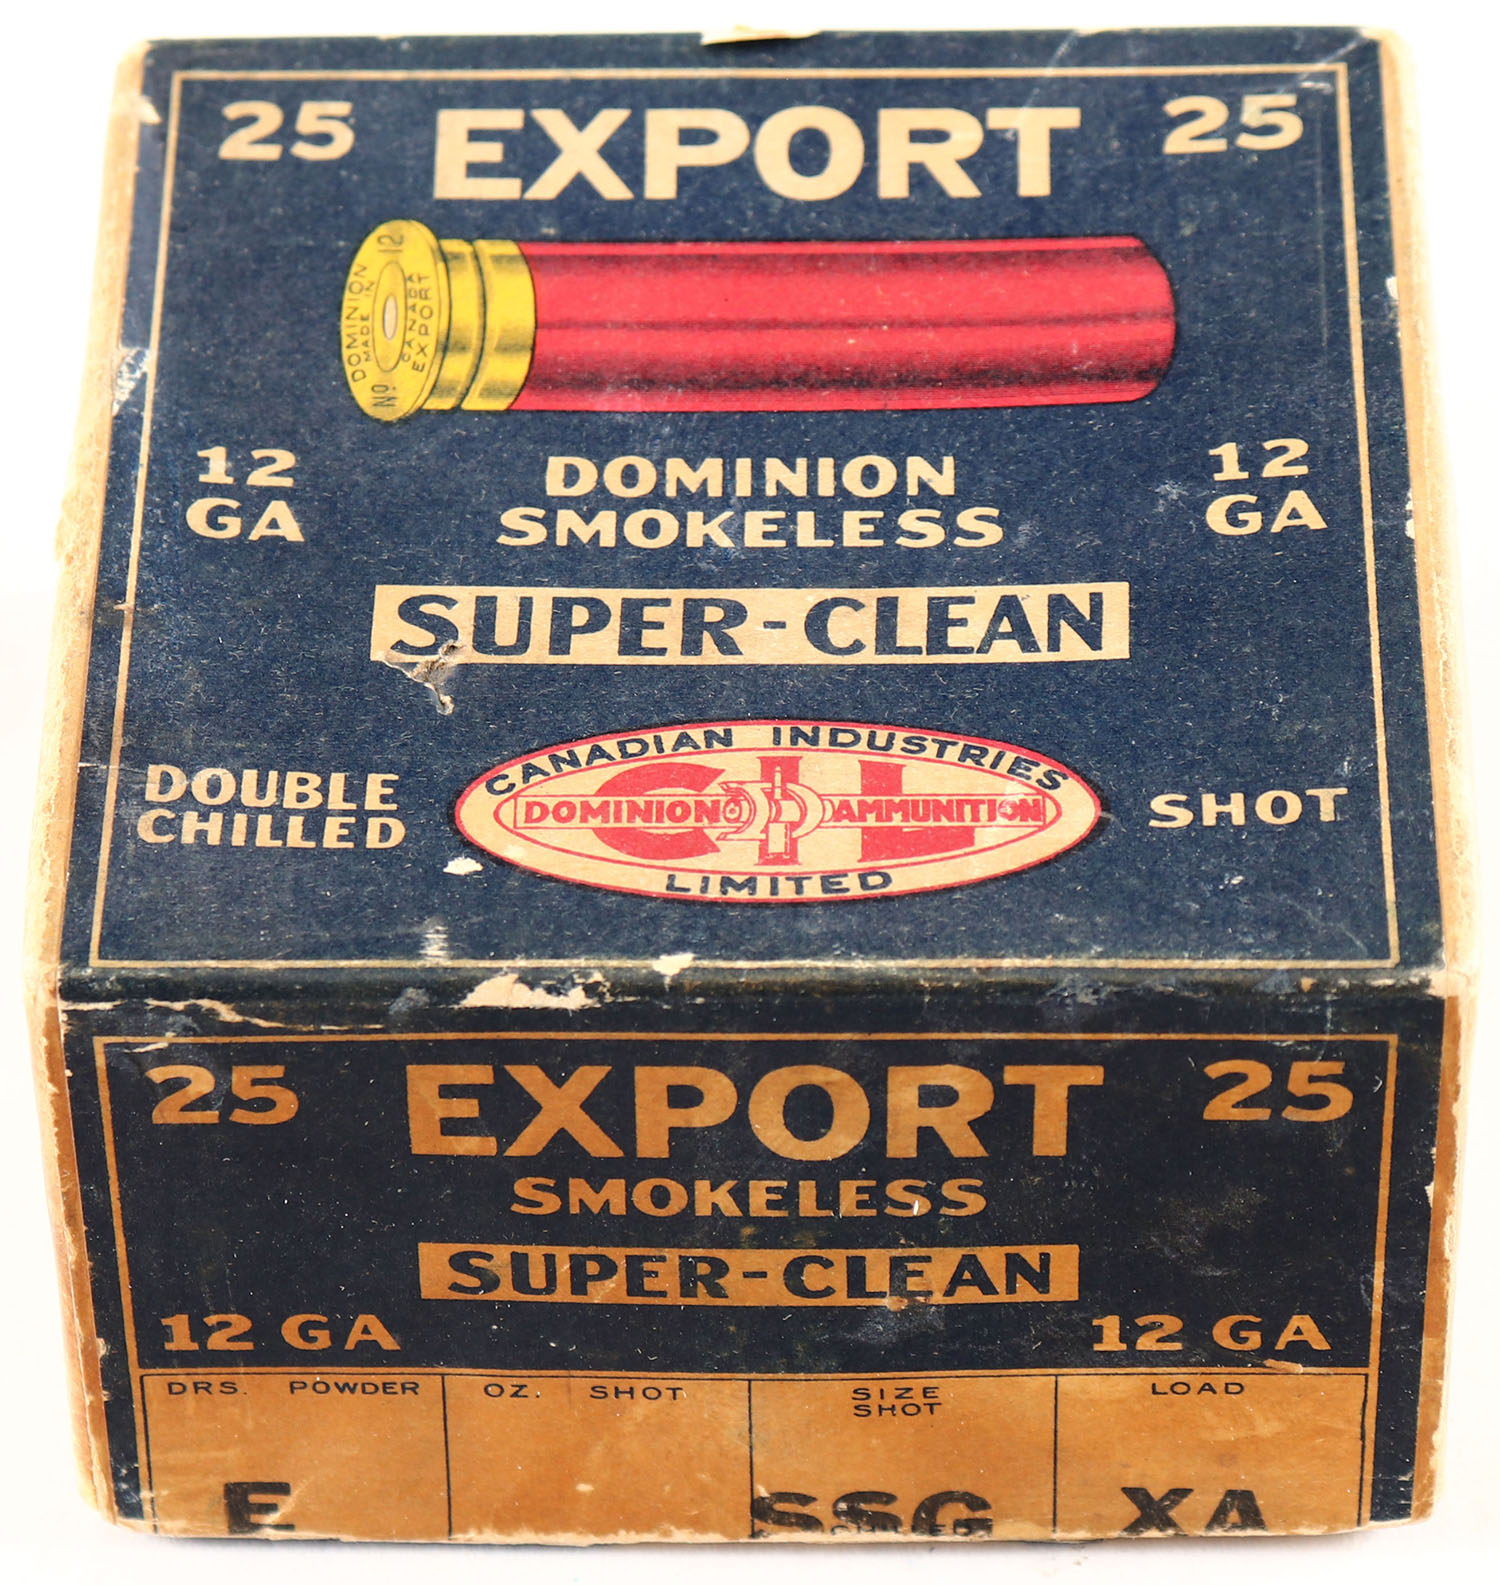 25 EXPORT 25
DOMINION
MADE IN
CANADA
EXPORT
No. 12
12 GA
DOMINION
SMOKELESS
12 GA
SUPER-CLEAN
DOUBLE
CHILLED
CANADIAN INDUSTRIES
CIL
DOMINION AMMUNITION
LIMITED
SHOT
25 EXPORT 25
SMOKELESS
SUPER-CLEAN
12 GA 12 GA
DRS. POWDER OZ. SHOT SIZE SHOT LOAD
E SSG XA
CHILLED